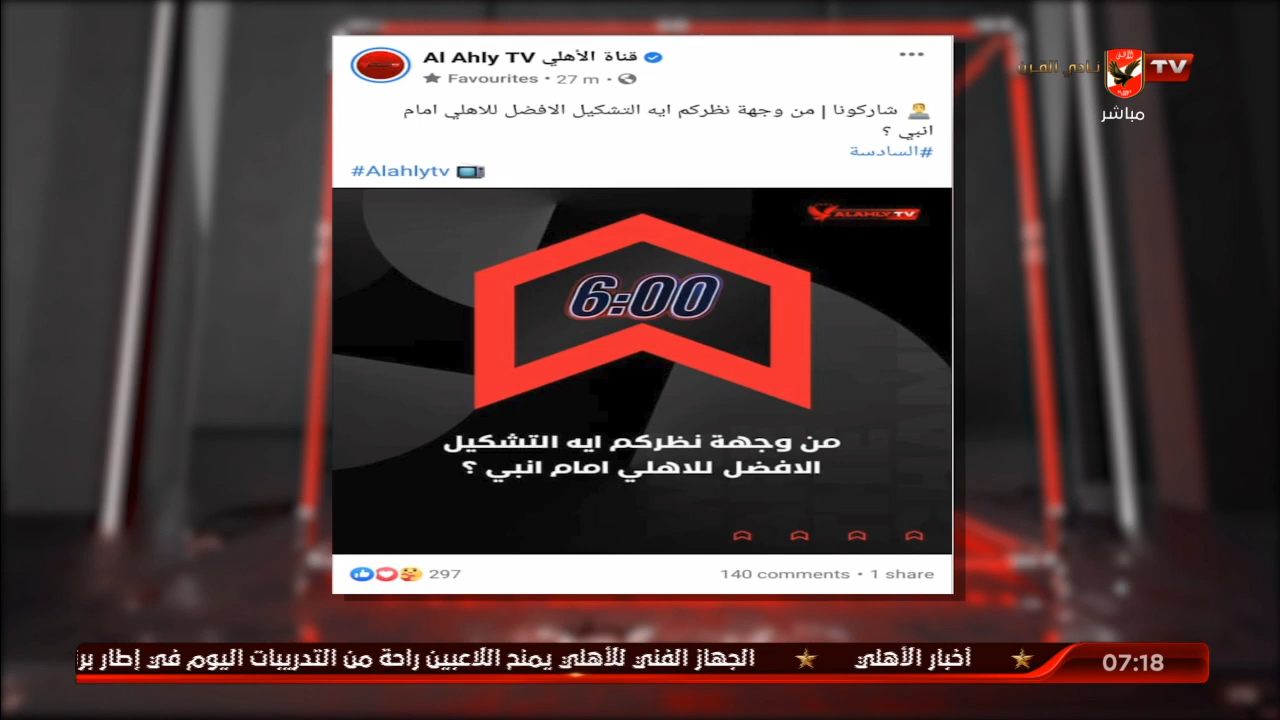 Al Ahly TV قناة الأهلي
Favourites • 27 m •
شاركونا | من وجهة نظركم ايه التشكيل الافضل للاهلي امام
انبي ؟
#السادسة
#Alahlytv
ALAHLY TV
6:00
من وجهة نظركم ايه التشكيل
الافضل للاهلي امام انبي ؟
297
140 comments • 1 share
نادي القرن
TV
مباشر
أخبار الأهلي
الجهاز الفني للأهلي يمنح اللاعبين راحة من التدريبات اليوم في إطار
07:18